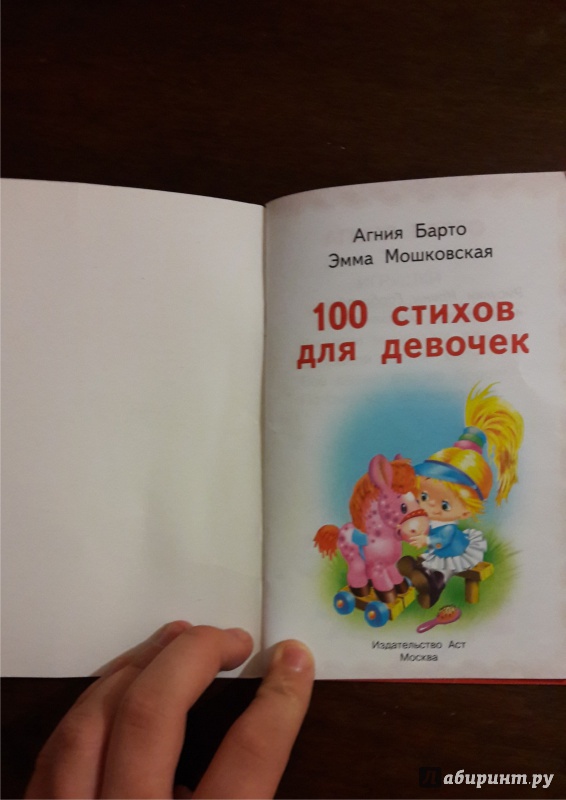 Агния Барто
Эмма Мошковская
100 стихов
для девочек
Издательство Аст
Москва
Лабиринт.ру